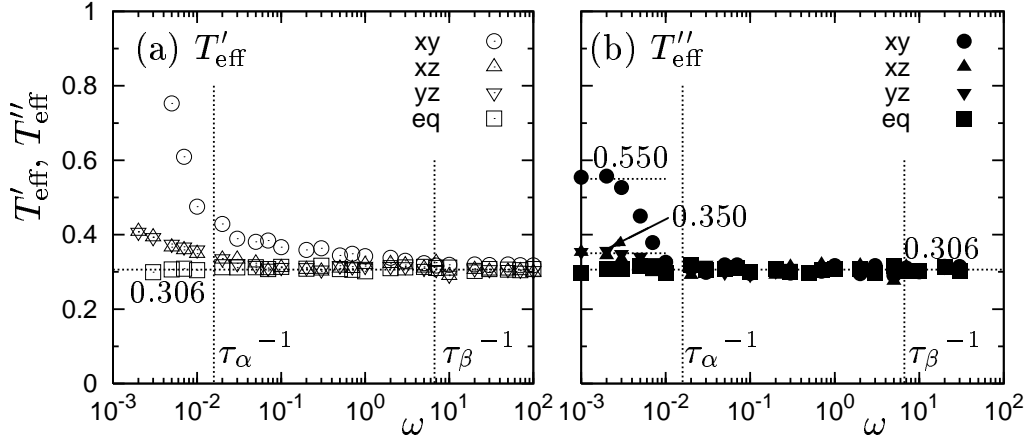 T′eff, T″eff
(a) T′eff
xy
xz
yz
eq
1
0.8
0.6
0.4
0.2
0
0.306
τα⁻¹
τβ⁻¹
10⁻³ 10⁻² 10⁻¹ 10⁰ 10¹ 10²
ω
(b) T″eff
xy
xz
yz
eq
0.550
0.350
0.306
τα⁻¹
τβ⁻¹
10⁻³ 10⁻² 10⁻¹ 10⁰ 10¹ 10²
ω